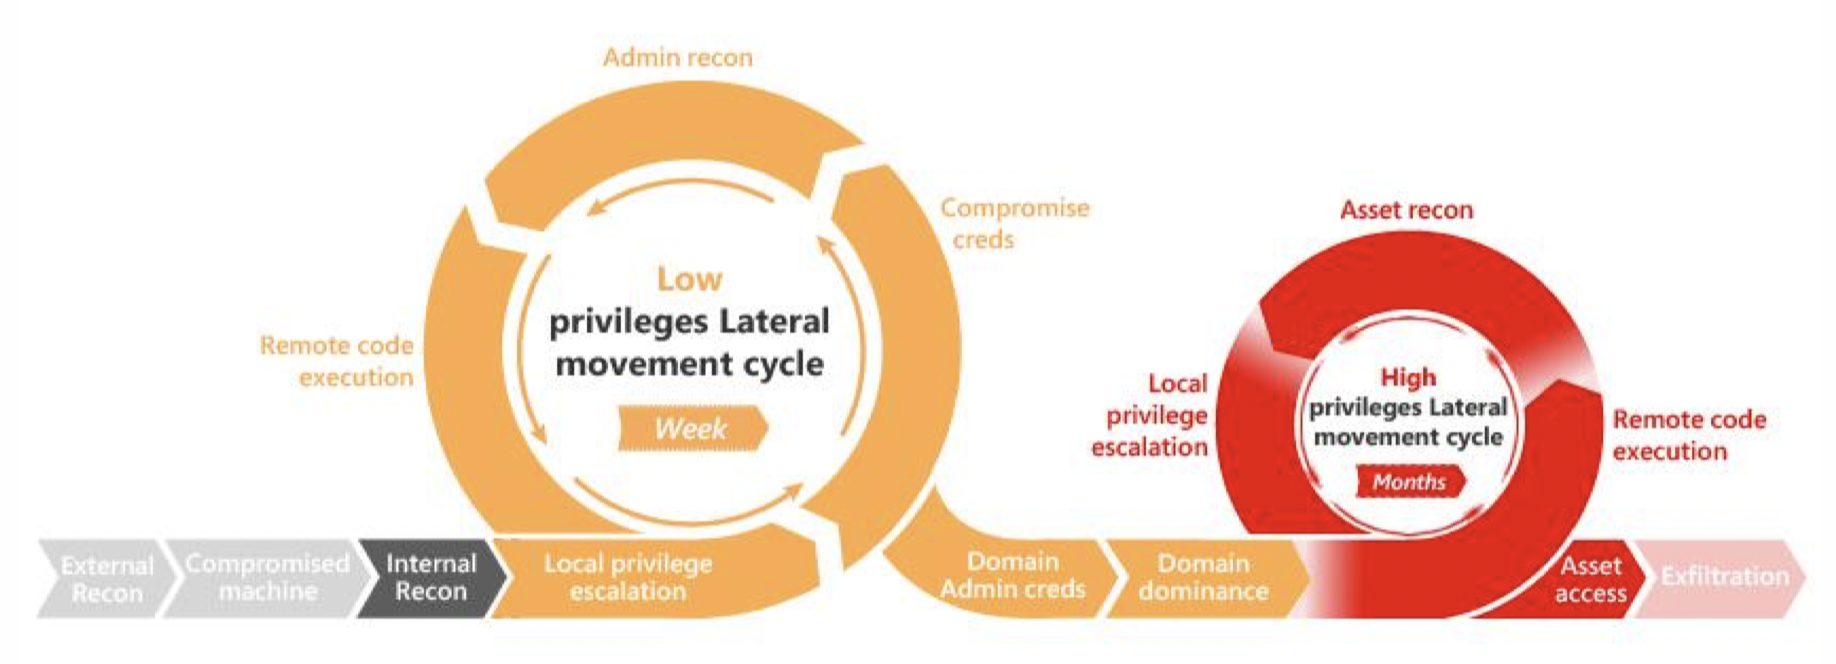 Admin recon
Compromise
creds
Remote code
execution
Low
privileges Lateral
movement cycle
Week
Asset recon
Local
privilege
escalation
High
privileges Lateral
movement cycle
Months
Remote code
execution
External
Recon
Compromised
machine
Internal
Recon
Local privilege
escalation
Domain
Admin creds
Domain
dominance
Asset
access
Exfiltration